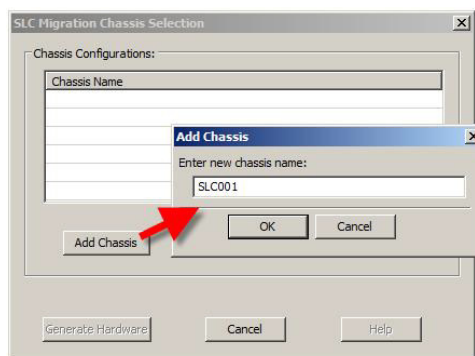 SLC Migration Chassis Selection
Chassis Configurations:
Chassis Name
Add Chassis
Enter new chassis name:
SLC001
OK
Cancel
Add Chassis
Generate Hardware
Cancel
Help